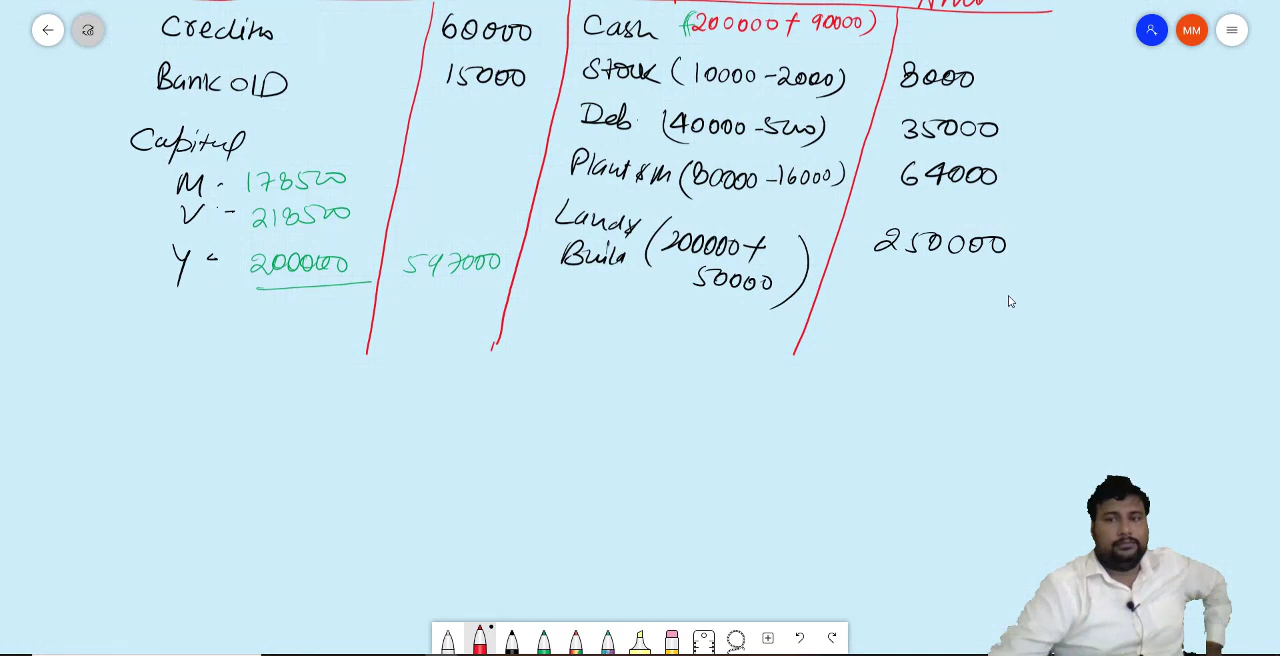 Creditors 60000 Cash (200000 + 90000)
Bank O/D 15000 Stock (10000 - 2000) 8000
Capital Deb (40000 - 5000) 35000
M - 178500 Plant & M (80000 - 16000) 64000
V - 218500
Y - 200000 597000 Land & Build (200000 + 50000) 250000
MM